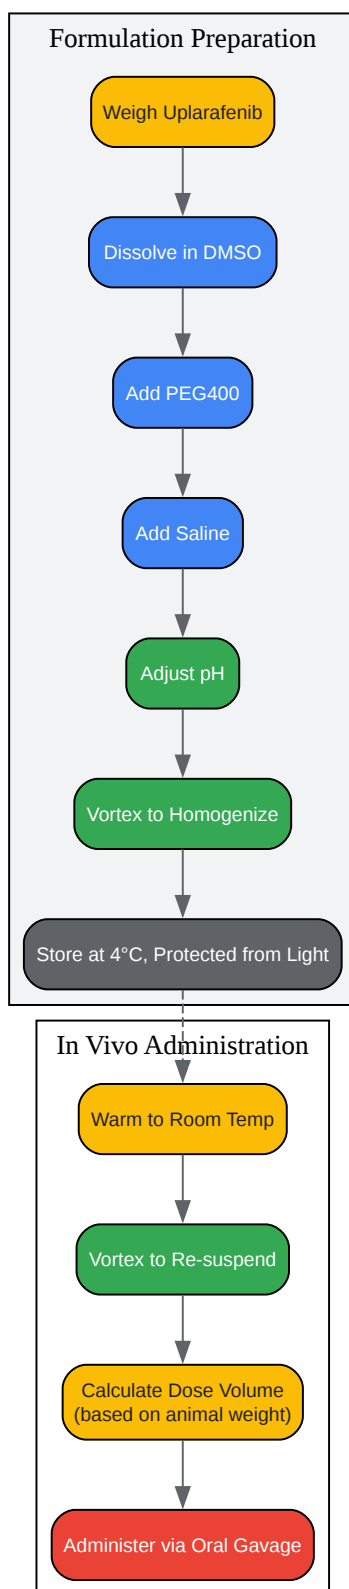 Formulation Preparation
Weigh Uplarafenib
Dissolve in DMSO
Add PEG400
Add Saline
Adjust pH
Vortex to Homogenize
Store at 4°C, Protected from Light
In Vivo Administration
Warm to Room Temp
Vortex to Re-suspend
Calculate Dose Volume
(based on animal weight)
Administer via Oral Gavage